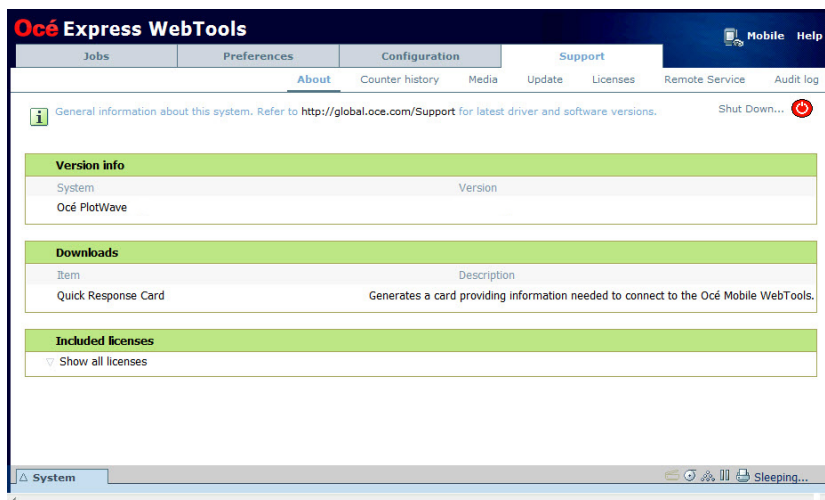 Océ Express WebTools
Mobile Help
Jobs Preferences Configuration Support
About Counter history Media Update Licenses Remote Service Audit log
General information about this system. Refer to http://global.oce.com/Support for latest driver and software versions.
Shut Down...
Version info
System Version
Océ PlotWave
Downloads
Item Description
Quick Response Card Generates a card providing information needed to connect to the Océ Mobile WebTools.
Included licenses
Show all licenses
System Sleeping...